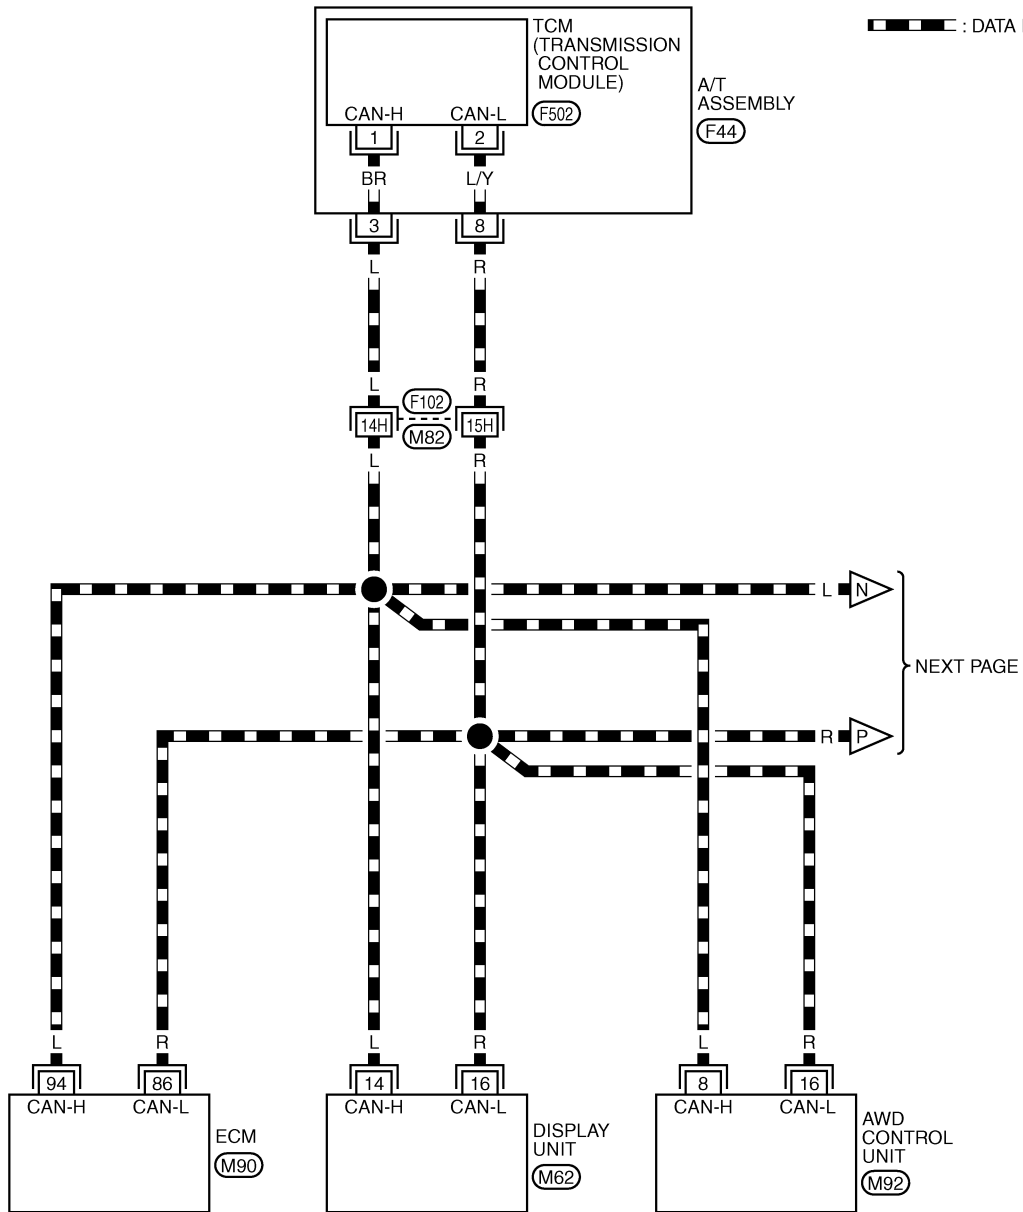 TCM
(TRANSMISSION
CONTROL
MODULE)
F502
: DATA
A/T
ASSEMBLY
F44
CAN-H
CAN-L
1
2
BR
L/Y
3
8
L
R
L
R
F102
14H
15H
M82
L
R
L
N
NEXT PAGE
R
P
L
R
L
R
L
R
94
86
14
16
8
16
CAN-H
CAN-L
CAN-H
CAN-L
CAN-H
CAN-L
ECM
M90
DISPLAY
UNIT
M62
AWD
CONTROL
UNIT
M92